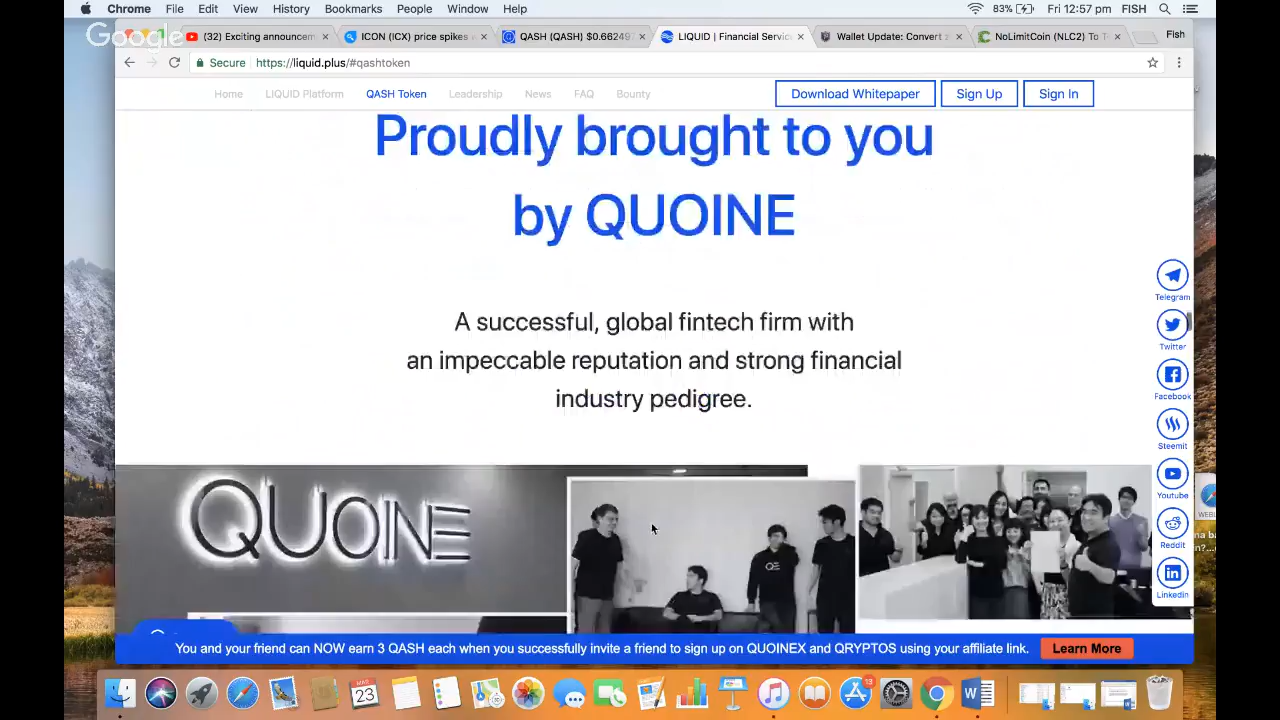 Chrome File Edit View History Bookmarks People Window Help 83% Fri 12:57 pm FISH
Google
(32) Exciting announcem × ICON (ICX) price spikes × QASH (QASH) $0.662497 × LIQUID | Financial Servic × Wallet Update: Convert × NoLimitCoin (NLC2) To T × Fish
Secure https://liquid.plus/#qashtoken
Home LIQUID Platform QASH Token Leadership News FAQ Bounty Download Whitepaper Sign Up Sign In
Proudly brought to you
by QUOINE
A successful, global fintech firm with
an impeccable reputation and strong financial
industry pedigree.
Telegram
Twitter
Facebook
Steemit
Youtube
Reddit
Linkedin
QUOINE
QE
You and your friend can NOW earn 3 QASH each when you successfully invite a friend to sign up on QUOINEX and QRYPTOS using your affiliate link. Learn More
23